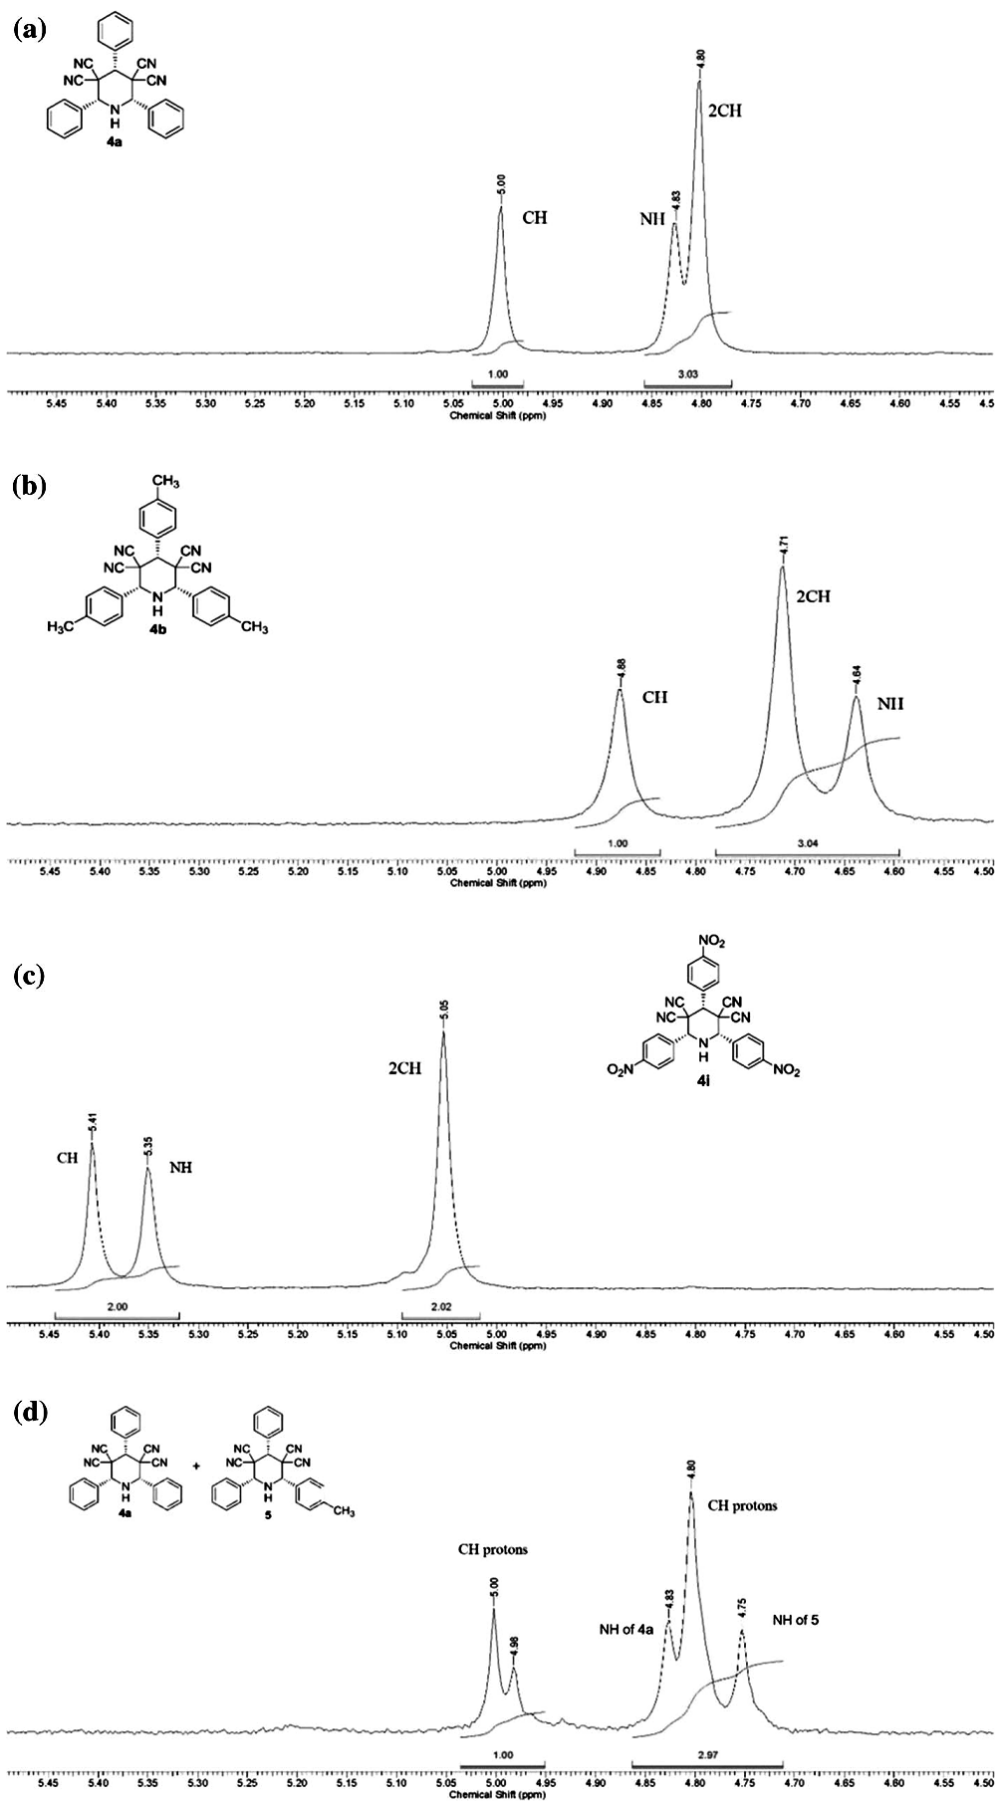 (a)
CN
CN
NC
NC
N
H
4a
5.00
CH
NH
4.83
4.80
2CH
1.00
3.03
5.45 5.40 5.35 5.30 5.25 5.20 5.15 5.10 5.05 5.00 4.95 4.90 4.85 4.80 4.75 4.70 4.65 4.60 4.55 4.5
Chemical Shift (ppm)
(b)
CH3
NC CN
NC CN
N
H
H3C CH3
4b
4.88
CH
4.71
2CH
4.64
NH
1.00
3.04
5.45 5.40 5.35 5.30 5.25 5.20 5.15 5.10 5.05 5.00 4.95 4.90 4.85 4.80 4.75 4.70 4.65 4.60 4.55 4.50
Chemical Shift (ppm)
(c)
NO2
NC CN
NC CN
N
H
O2N NO2
4i
CH
5.41
5.35
NH
2CH
5.05
2.00
2.02
5.45 5.40 5.35 5.30 5.25 5.20 5.15 5.10 5.05 5.00 4.95 4.90 4.85 4.80 4.75 4.70 4.65 4.60 4.55 4.50
Chemical Shift (ppm)
(d)
NC CN NC CN
NC CN + NC CN
N N
H H
4a 5
CH3
CH protons
5.00
4.98
NH of 4a
4.83
4.80
CH protons
4.75
NH of 5
1.00
2.97
5.45 5.40 5.35 5.30 5.25 5.20 5.15 5.10 5.05 5.00 4.95 4.90 4.85 4.80 4.75 4.70 4.65 4.60 4.55 4.50
Chemical Shift (ppm)